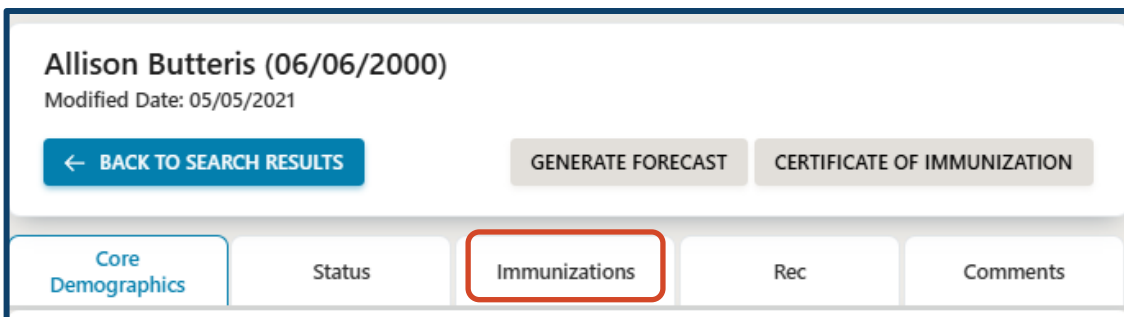 Allison Butteris (06/06/2000)
Modified Date: 05/05/2021
← BACK TO SEARCH RESULTS GENERATE FORECAST CERTIFICATE OF IMMUNIZATION
Core
Demographics
Status
Immunizations
Rec
Comments